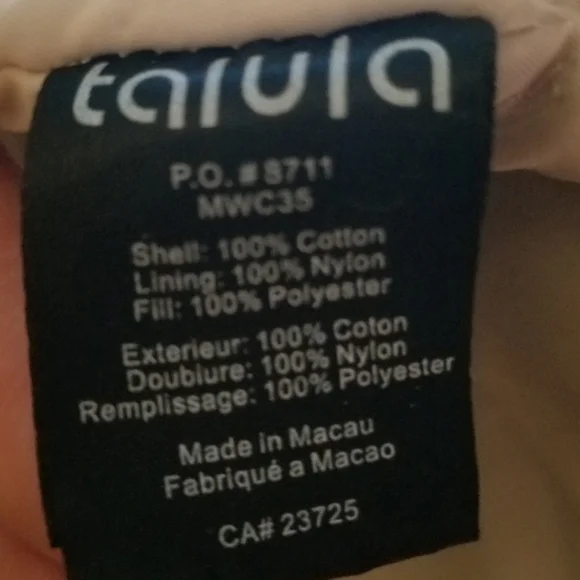 tarula
P.O. # 8711
MWC35
Shell: 100% Cotton
Lining: 100% Nylon
Fill: 100% Polyester
Exterieur: 100% Coton
Doublure: 100% Nylon
Remplissage: 100% Polyester
Made in Macau
Fabriqué a Macao
CA# 23725